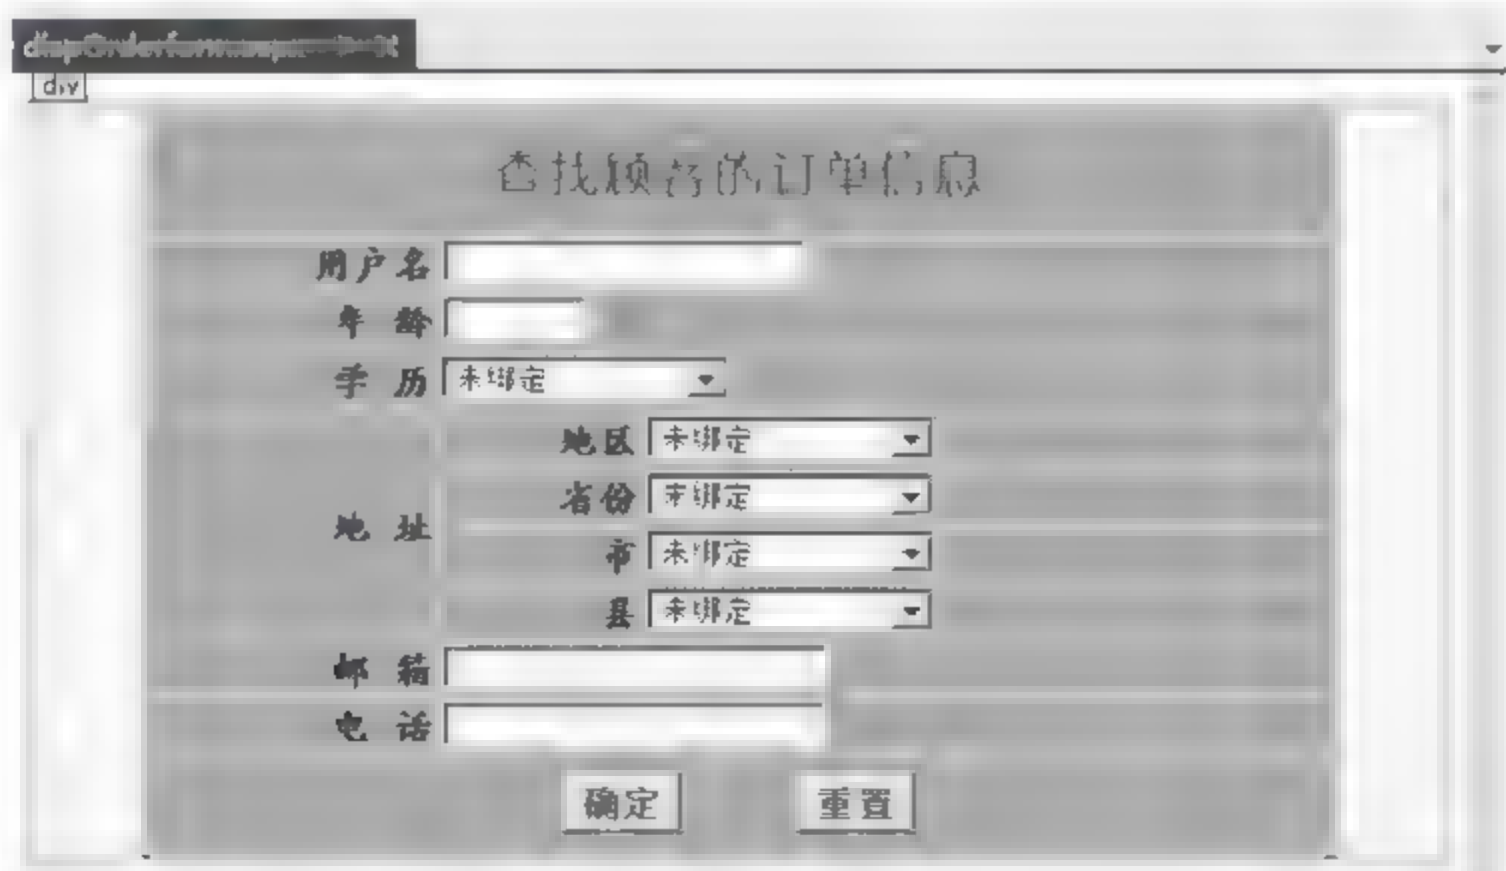 div
查找顾客的订单信息
用户名
年 龄
学 历 未绑定
地区 未绑定
省份 未绑定
地 址
市 未绑定
县 未绑定
邮 箱
电 话
确定 重置